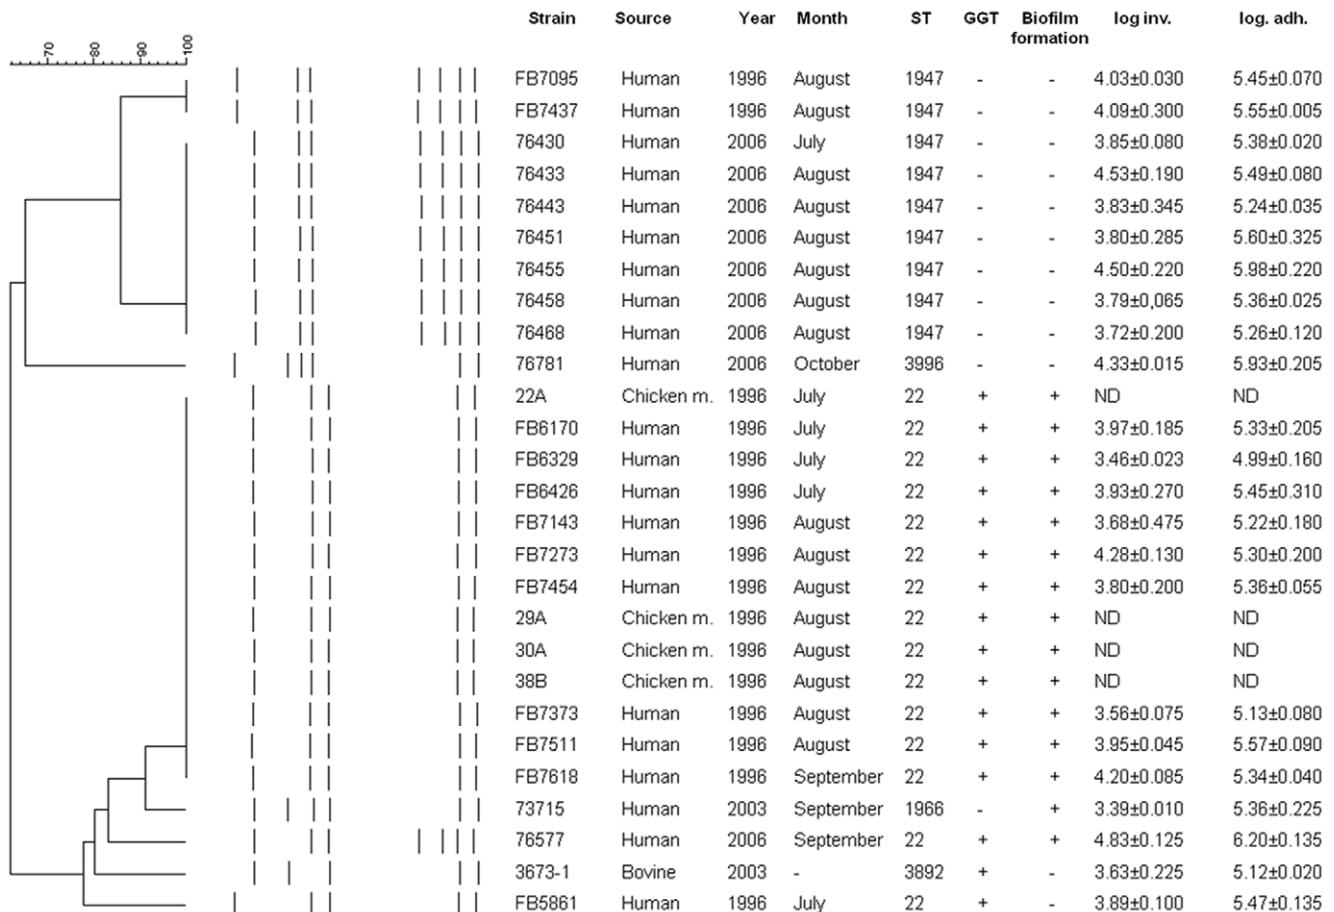 Strain Source Year Month ST GGT Biofilm formation log inv. log. adh.
70 80 90 100
FB7095 Human 1996 August 1947 - - 4.03±0.030 5.45±0.070
FB7437 Human 1996 August 1947 - - 4.09±0.300 5.55±0.005
76430 Human 2006 July 1947 - - 3.85±0.080 5.38±0.020
76433 Human 2006 August 1947 - - 4.53±0.190 5.49±0.080
76443 Human 2006 August 1947 - - 3.83±0.345 5.24±0.035
76451 Human 2006 August 1947 - - 3.80±0.285 5.60±0.325
76455 Human 2006 August 1947 - - 4.50±0.220 5.98±0.220
76458 Human 2006 August 1947 - - 3.79±0,065 5.36±0.025
76468 Human 2006 August 1947 - - 3.72±0.200 5.26±0.120
76781 Human 2006 October 3996 - - 4.33±0.015 5.93±0.205
22A Chicken m. 1996 July 22 + + ND ND
FB6170 Human 1996 July 22 + + 3.97±0.185 5.33±0.205
FB6329 Human 1996 July 22 + + 3.46±0.023 4.99±0.160
FB6426 Human 1996 July 22 + + 3.93±0.270 5.45±0.310
FB7143 Human 1996 August 22 + + 3.68±0.475 5.22±0.180
FB7273 Human 1996 August 22 + + 4.28±0.130 5.30±0.200
FB7454 Human 1996 August 22 + + 3.80±0.200 5.36±0.055
29A Chicken m. 1996 August 22 + + ND ND
30A Chicken m. 1996 August 22 + + ND ND
38B Chicken m. 1996 August 22 + + ND ND
FB7373 Human 1996 August 22 + + 3.56±0.075 5.13±0.080
FB7511 Human 1996 August 22 + + 3.95±0.045 5.57±0.090
FB7618 Human 1996 September 22 + + 4.20±0.085 5.34±0.040
73715 Human 2003 September 1966 - + 3.39±0.010 5.36±0.225
76577 Human 2006 September 22 + + 4.83±0.125 6.20±0.135
3673-1 Bovine 2003 - 3892 + - 3.63±0.225 5.12±0.020
FB5861 Human 1996 July 22 + - 3.89±0.100 5.47±0.135